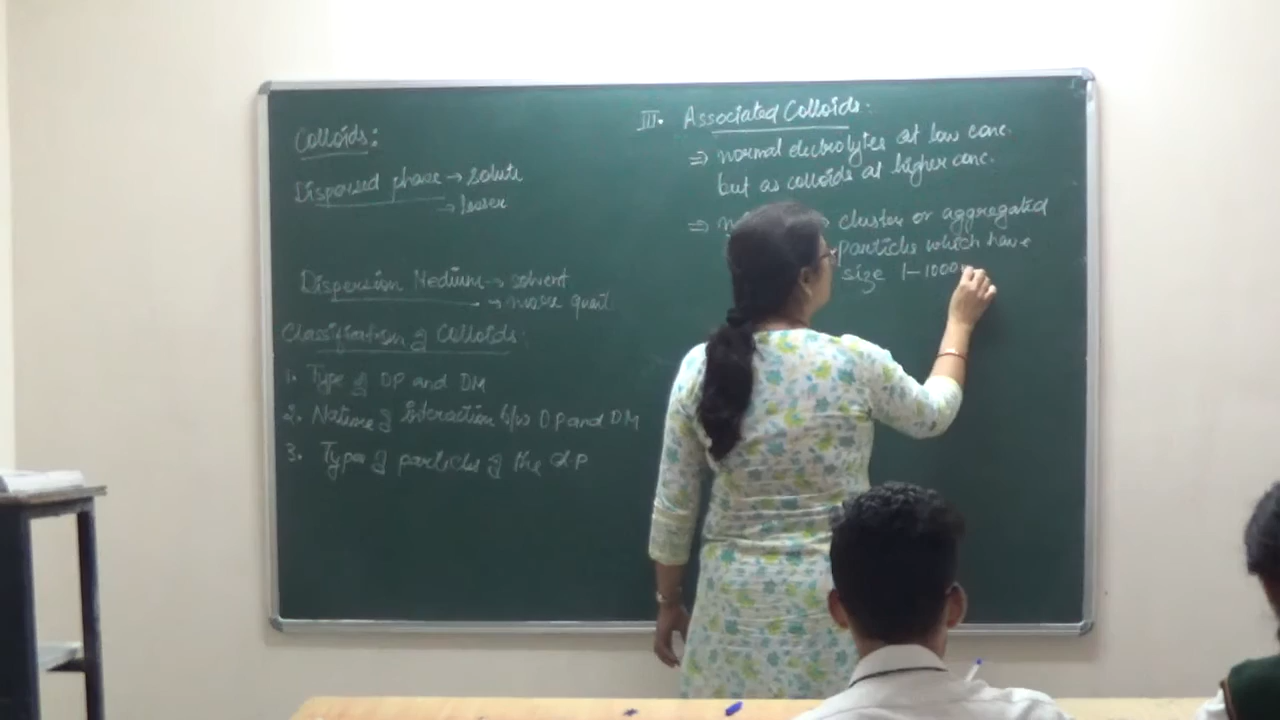 Colloids:
Dispersed phase → solute
→ lesser
Dispersion Medium → solvent
→ more quant.
Classification of Colloids:
1. Type of DP and DM
2. Nature of interaction b/w DP and DM
3. Type of particles of the d.P
III. Associated Colloids:
⇒ normal electrolytes at low conc.
but as colloids at higher conc.
⇒ cluster or aggregated
particles which have
size 1–1000